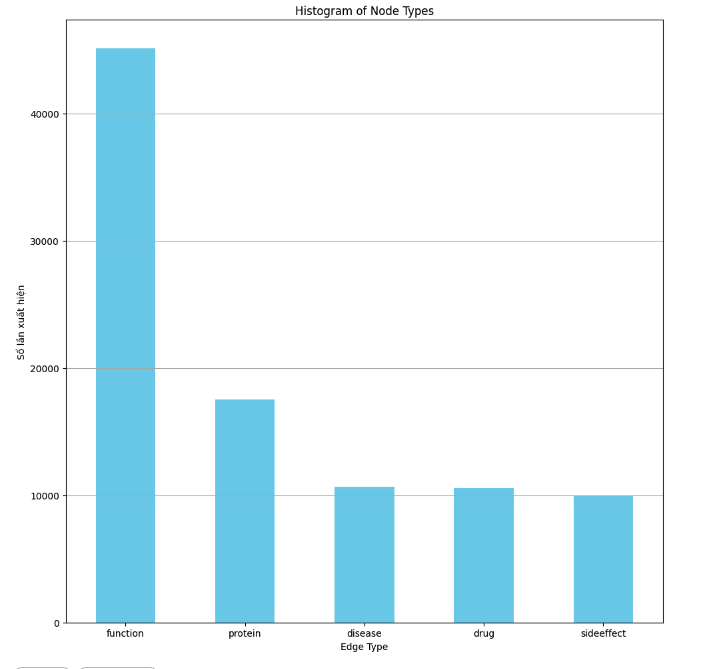 Histogram of Node Types
40000
30000
20000
10000
0
Số lần xuất hiện
function
protein
disease
drug
sideeffect
Edge Type